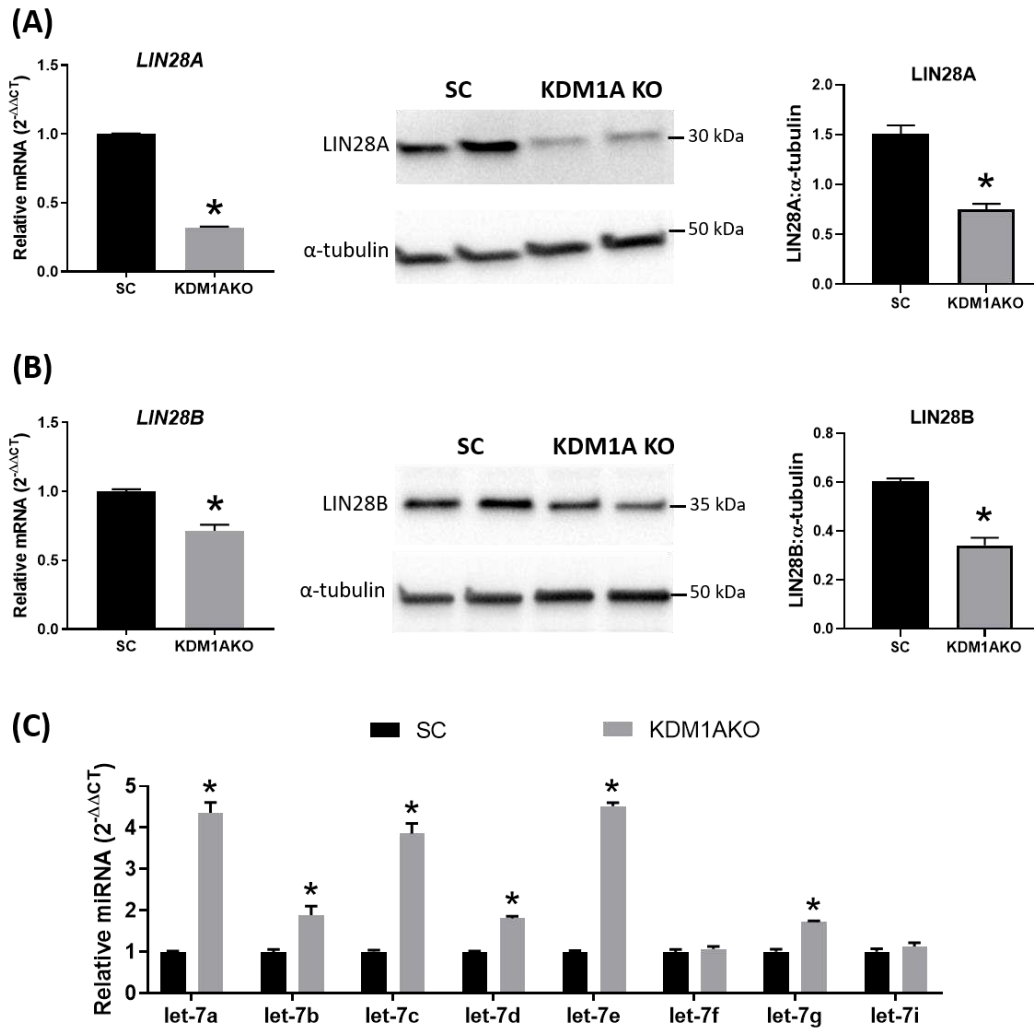 (A)
LIN28A
Relative mRNA (2-ΔΔCT)
1.5
1.0
0.5
0.0
SC
KDM1AKO
*
SC
KDM1A KO
LIN28A
30 kDa
α-tubulin
50 kDa
LIN28A
LIN28A:α-tubulin
2.0
1.5
1.0
0.5
0.0
SC
KDM1AKO
*
(B)
LIN28B
Relative mRNA (2-ΔΔCT)
1.5
1.0
0.5
0.0
SC
KDM1AKO
*
SC
KDM1A KO
LIN28B
35 kDa
α-tubulin
50 kDa
LIN28B
LIN28B:α-tubulin
0.8
0.6
0.4
0.2
0.0
SC
KDM1AKO
*
(C)
SC
KDM1AKO
Relative miRNA (2-ΔΔCT)
5
4
3
2
1
0
* * * * * *
let-7a let-7b let-7c let-7d let-7e let-7f let-7g let-7i